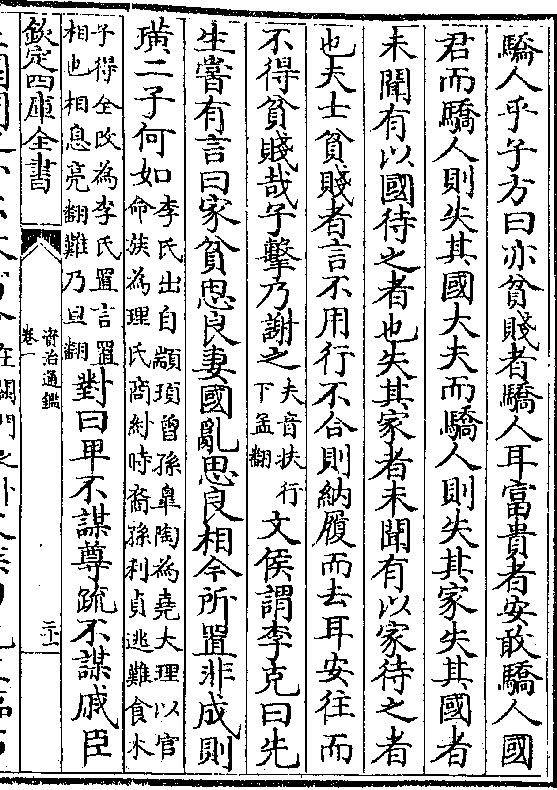 驕人乎子方曰亦貧賤者驕人耳富貴者安敢驕人國
君而驕人則失其國大夫而驕人則失其家失其國者
未聞有以國待之者也失其家者未聞有以家待之者
也夫士貧賤者言不用行不合則納履而去耳安往而
不得貧賤哉子擊乃謝之
夫音扶行
下孟翻
文侯謂李克曰先
生嘗有言曰家貧思良妻國亂思良相今所置非成則
璜二子何如
李氏出自顓頊曾孫臯陶為堯大理以官
命族為理氏商紂時裔孫利貞逃難食木
子得全改為李氏置言置
相也相息亮翻難乃旦翻
對曰卑不謀尊疏不謀戚臣
欽定四庫全書
資治通鑑
卷一
二十一
在闕門之外